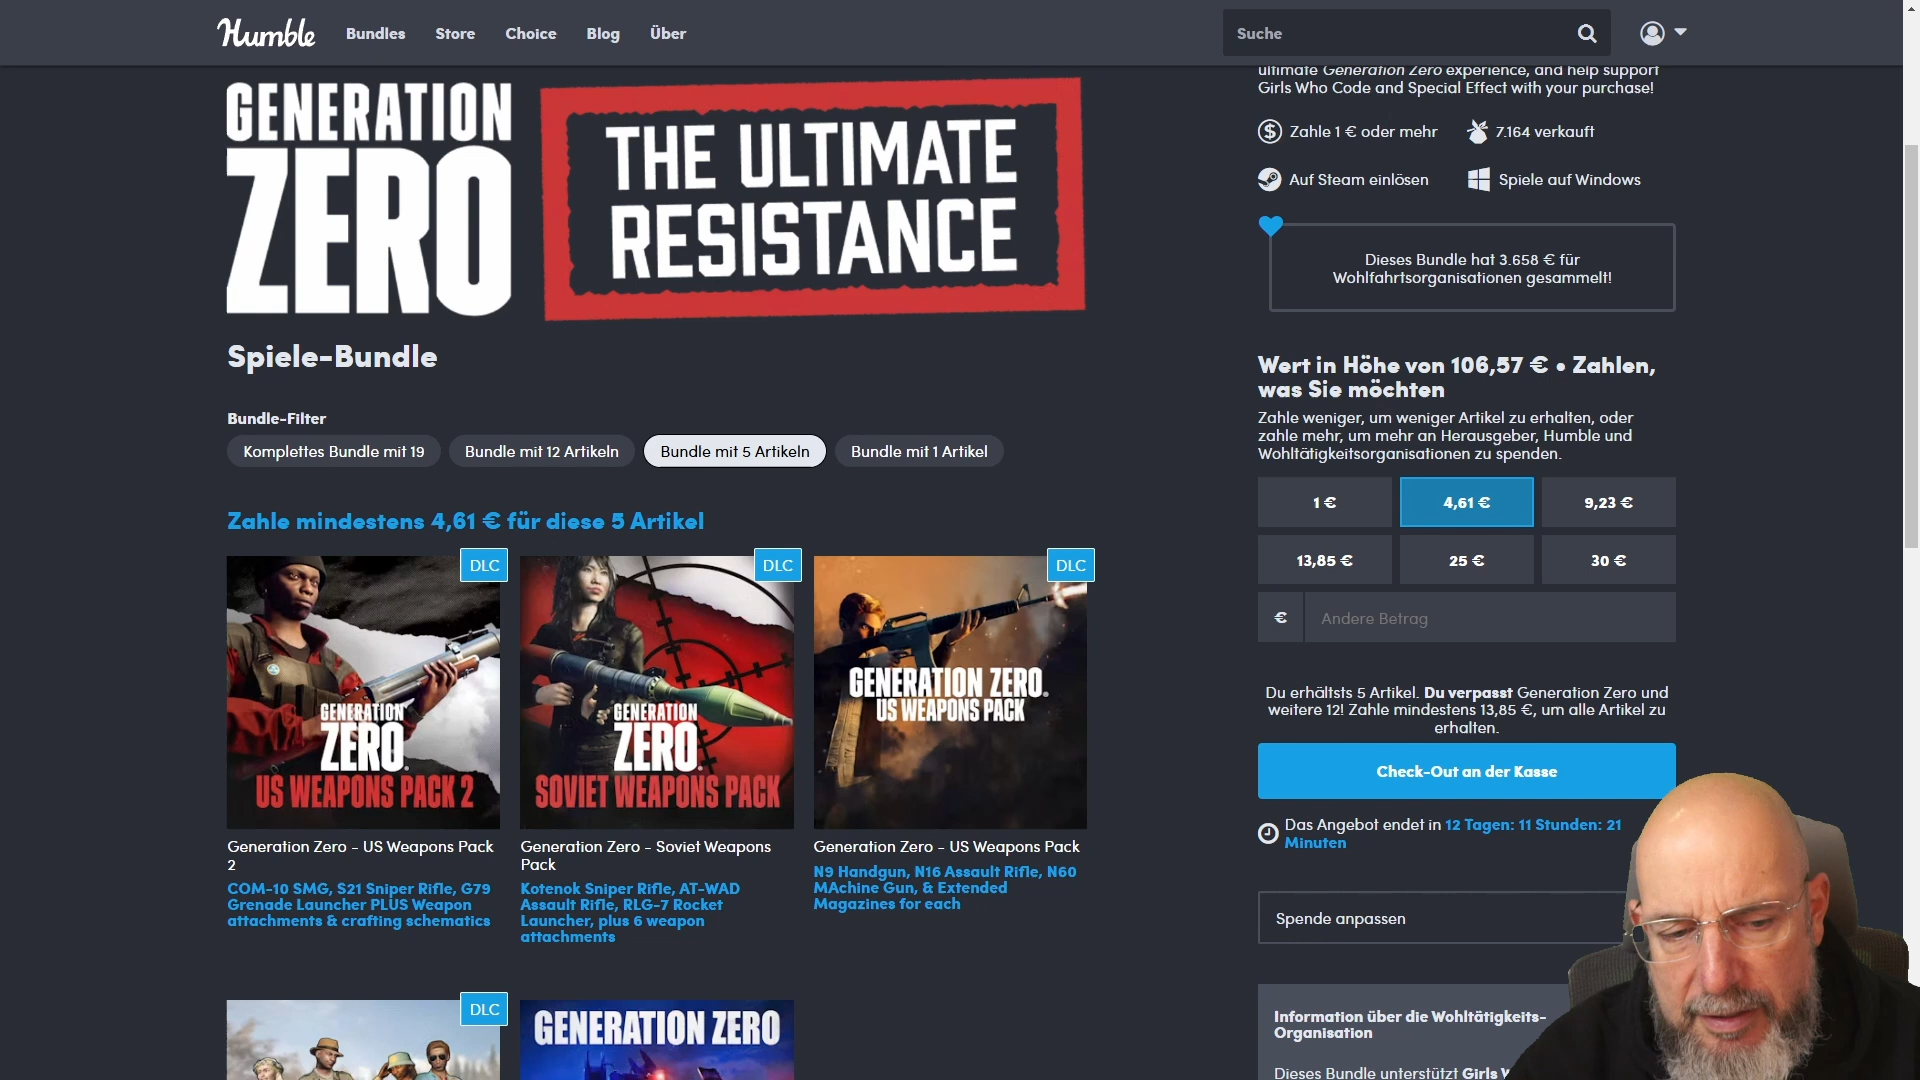 Humble
Bundles
Store
Choice
Blog
Über
Suche
ultimate Generation Zero experience, and help support
Girls Who Code and Special Effect with your purchase!
Zahle 1 € oder mehr
7.164 verkauft
Auf Steam einlösen
Spiele auf Windows
GENERATION
ZERO
THE ULTIMATE
RESISTANCE
Dieses Bundle hat 3.658 € für
Wohlfahrtsorganisationen gesammelt!
Spiele-Bundle
Bundle-Filter
Komplettes Bundle mit 19
Bundle mit 12 Artikeln
Bundle mit 5 Artikeln
Bundle mit 1 Artikel
Wert in Höhe von 106,57 € • Zahlen,
was Sie möchten
Zahle weniger, um weniger Artikel zu erhalten, oder
zahle mehr, um mehr an Herausgeber, Humble und
Wohltätigkeitsorganisationen zu spenden.
1 €
4,61 €
9,23 €
13,85 €
25 €
30 €
€
Andere Betrag
Zahle mindestens 4,61 € für diese 5 Artikel
DLC
GENERATION
ZERO
US WEAPONS PACK 2
Generation Zero - US Weapons Pack
2
COM-10 SMG, S21 Sniper Rifle, G79
Grenade Launcher PLUS Weapon
attachments & crafting schematics
DLC
GENERATION
ZERO
SOVIET WEAPONS PACK
Generation Zero - Soviet Weapons
Pack
Kotenok Sniper Rifle, AT-WAD
Assault Rifle, RLG-7 Rocket
Launcher, plus 6 weapon
attachments
DLC
GENERATION ZERO
US WEAPONS PACK
Generation Zero - US Weapons Pack
N9 Handgun, N16 Assault Rifle, N60
MAchine Gun, & Extended
Magazines for each
DLC
GENERATION ZERO
Du erhältsts 5 Artikel. Du verpasst Generation Zero und
weitere 12! Zahle mindestens 13,85 €, um alle Artikel zu
erhalten.
Check-Out an der Kasse
Das Angebot endet in 12 Tagen: 11 Stunden: 21
Minuten
Spende anpassen
Information über die Wohltätigkeits-
Organisation
Dieses Bundle unterstützt Girls